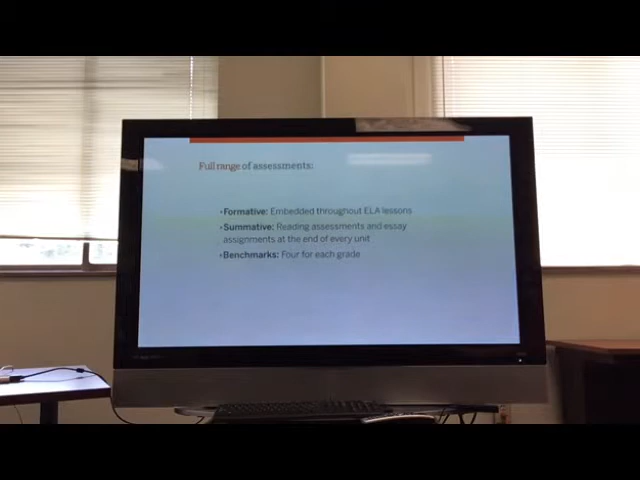 Full range of assessments:
•Formative: Embedded throughout ELA lessons
•Summative: Reading assessments and essay
assignments at the end of every unit
•Benchmarks: Four for each grade